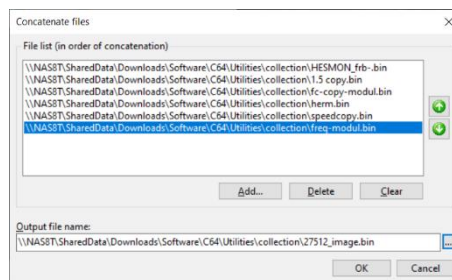 Concatenate files
File list (in order of concatenation)
\\NAS8T\SharedData\Downloads\Software\C64\Utilities\collection\HESMON_frb-.bin
\\NAS8T\SharedData\Downloads\Software\C64\Utilities\collection\1.5 copy.bin
\\NAS8T\SharedData\Downloads\Software\C64\Utilities\collection\fc-copy-modul.bin
\\NAS8T\SharedData\Downloads\Software\C64\Utilities\collection\herm.bin
\\NAS8T\SharedData\Downloads\Software\C64\Utilities\collection\speedcopy.bin
\\NAS8T\SharedData\Downloads\Software\C64\Utilities\collection\freq-modul.bin
Add... Delete Clear
Output file name:
\\NAS8T\SharedData\Downloads\Software\C64\Utilities\collection\27512_image.bin ...
OK Cancel